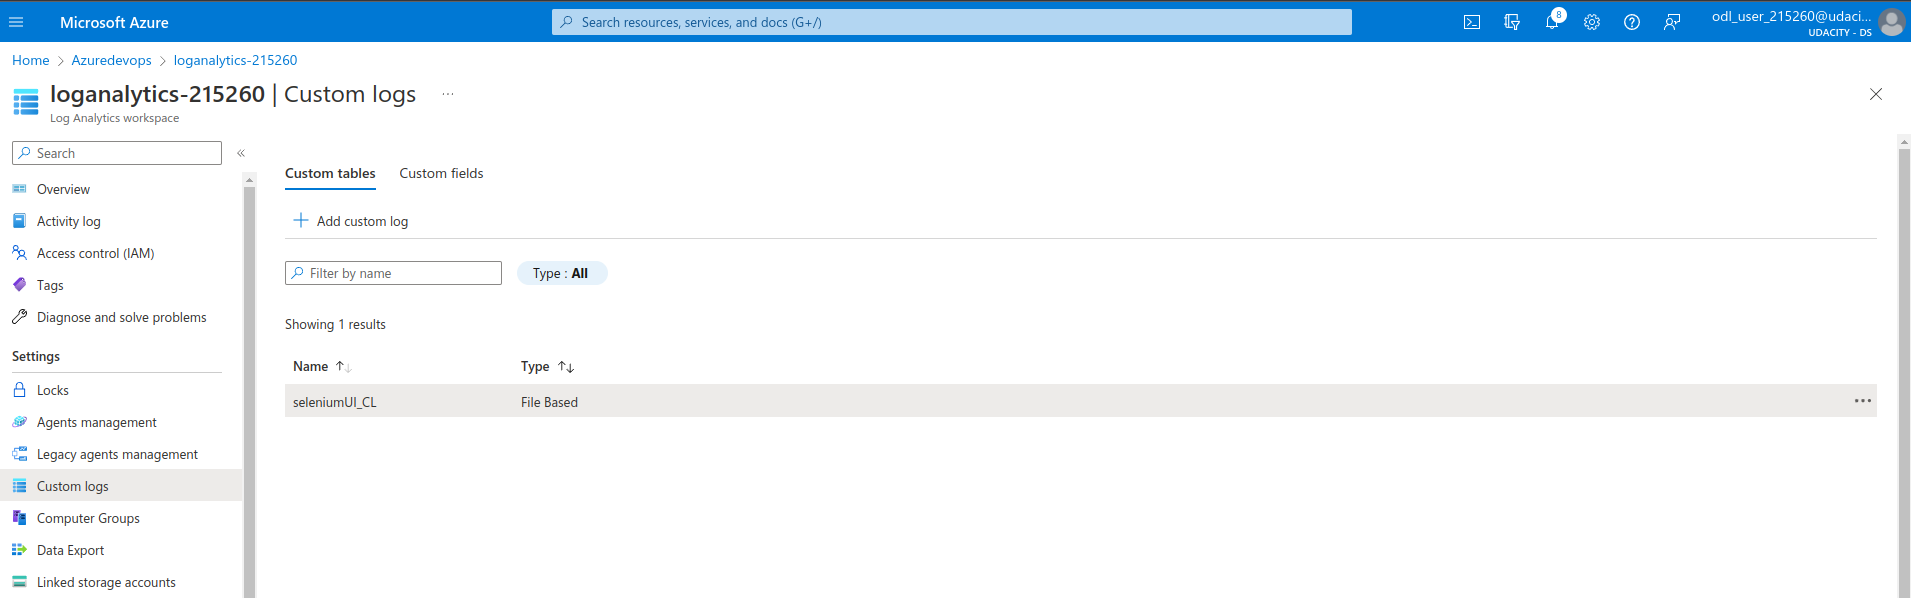 Microsoft Azure
Search resources, services, and docs (G+/)
8
odl_user_215260@udaci...
UDACITY - DS
Home > Azuredevops > loganalytics-215260
loganalytics-215260 | Custom logs ...
Log Analytics workspace
Search
«
Overview
Activity log
Access control (IAM)
Tags
Diagnose and solve problems
Settings
Locks
Agents management
Legacy agents management
Custom logs
Computer Groups
Data Export
Linked storage accounts
Custom tables Custom fields
+ Add custom log
Filter by name
Type : All
Showing 1 results
Name ↑↓ Type ↑↓
seleniumUI_CL File Based ...